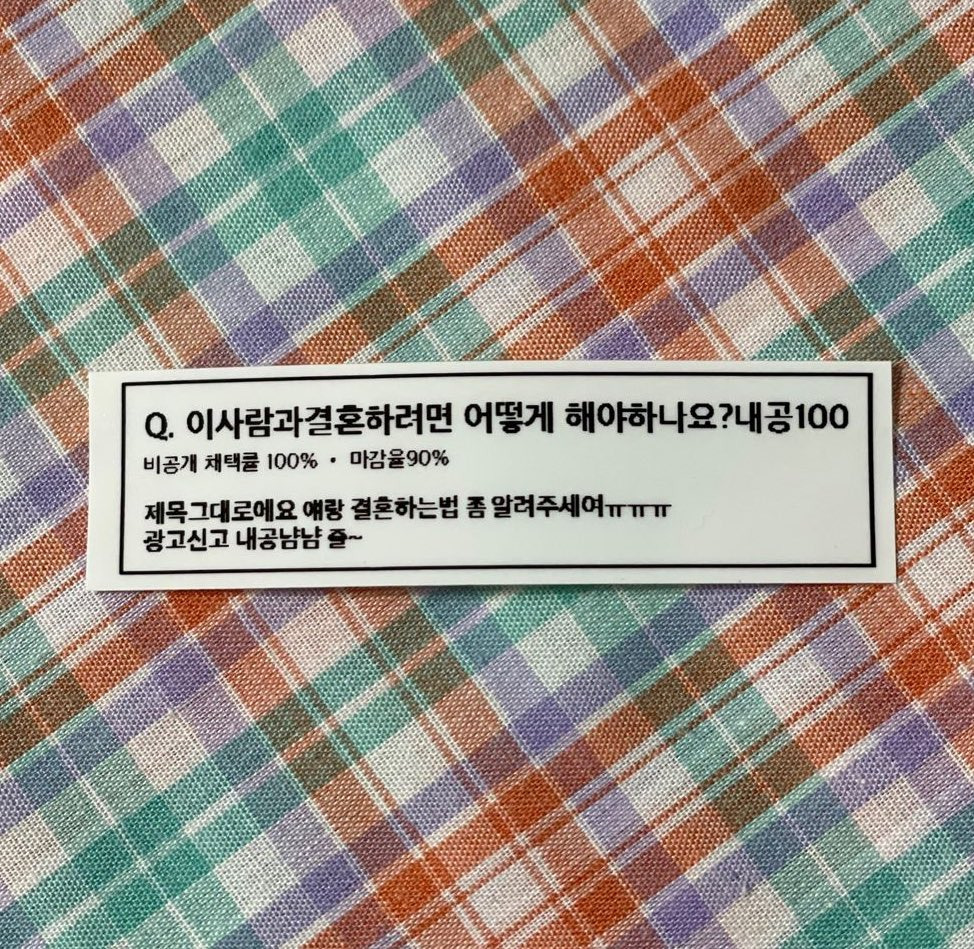 Q. 이사람과결혼하려면 어떻게 해야하나요?내공100
비공개 채택률 100% · 마감율90%
제목그대로에요 얘랑 결혼하는법 좀 알려주세여ㅠㅠㅠ
광고신고 내공냠냠 즐~